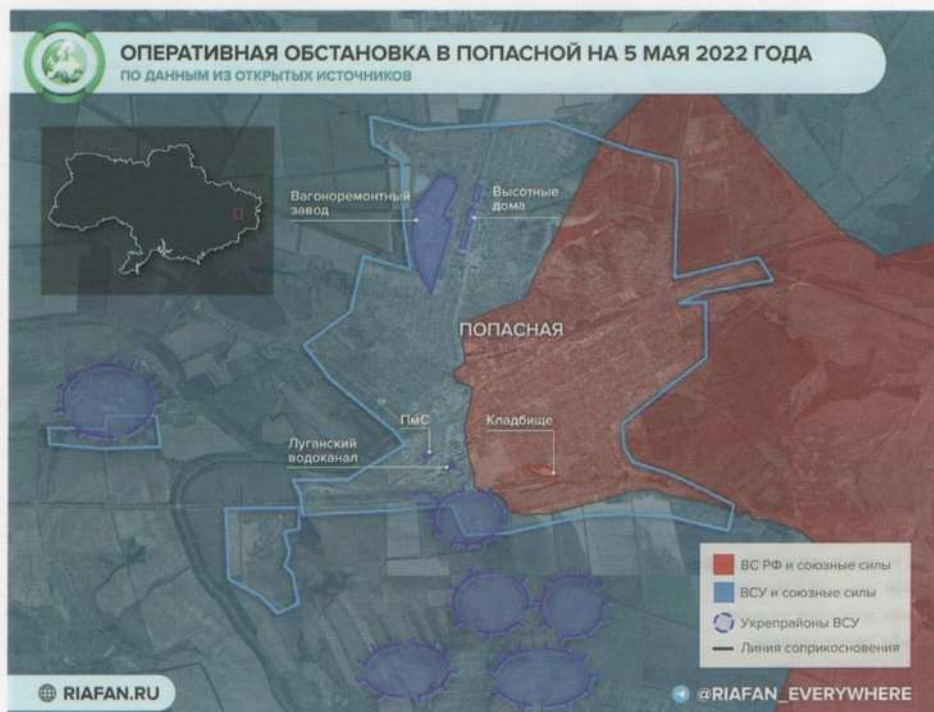 ОПЕРАТИВНАЯ ОБСТАНОВКА В ПОПАСНОЙ НА 5 МАЯ 2022 ГОДА
ПО ДАННЫМ ИЗ ОТКРЫТЫХ ИСТОЧНИКОВ
Вагоноремонтный
завод
Высотные
дома
ПОПАСНАЯ
ПмС
Кладбище
Луганский
водоканал
ВС РФ и союзные силы
ВСУ и союзные силы
Укрепрайоны ВСУ
Линия соприкосновения
RIAFAN.RU
@RIAFAN_EVERYWHERE